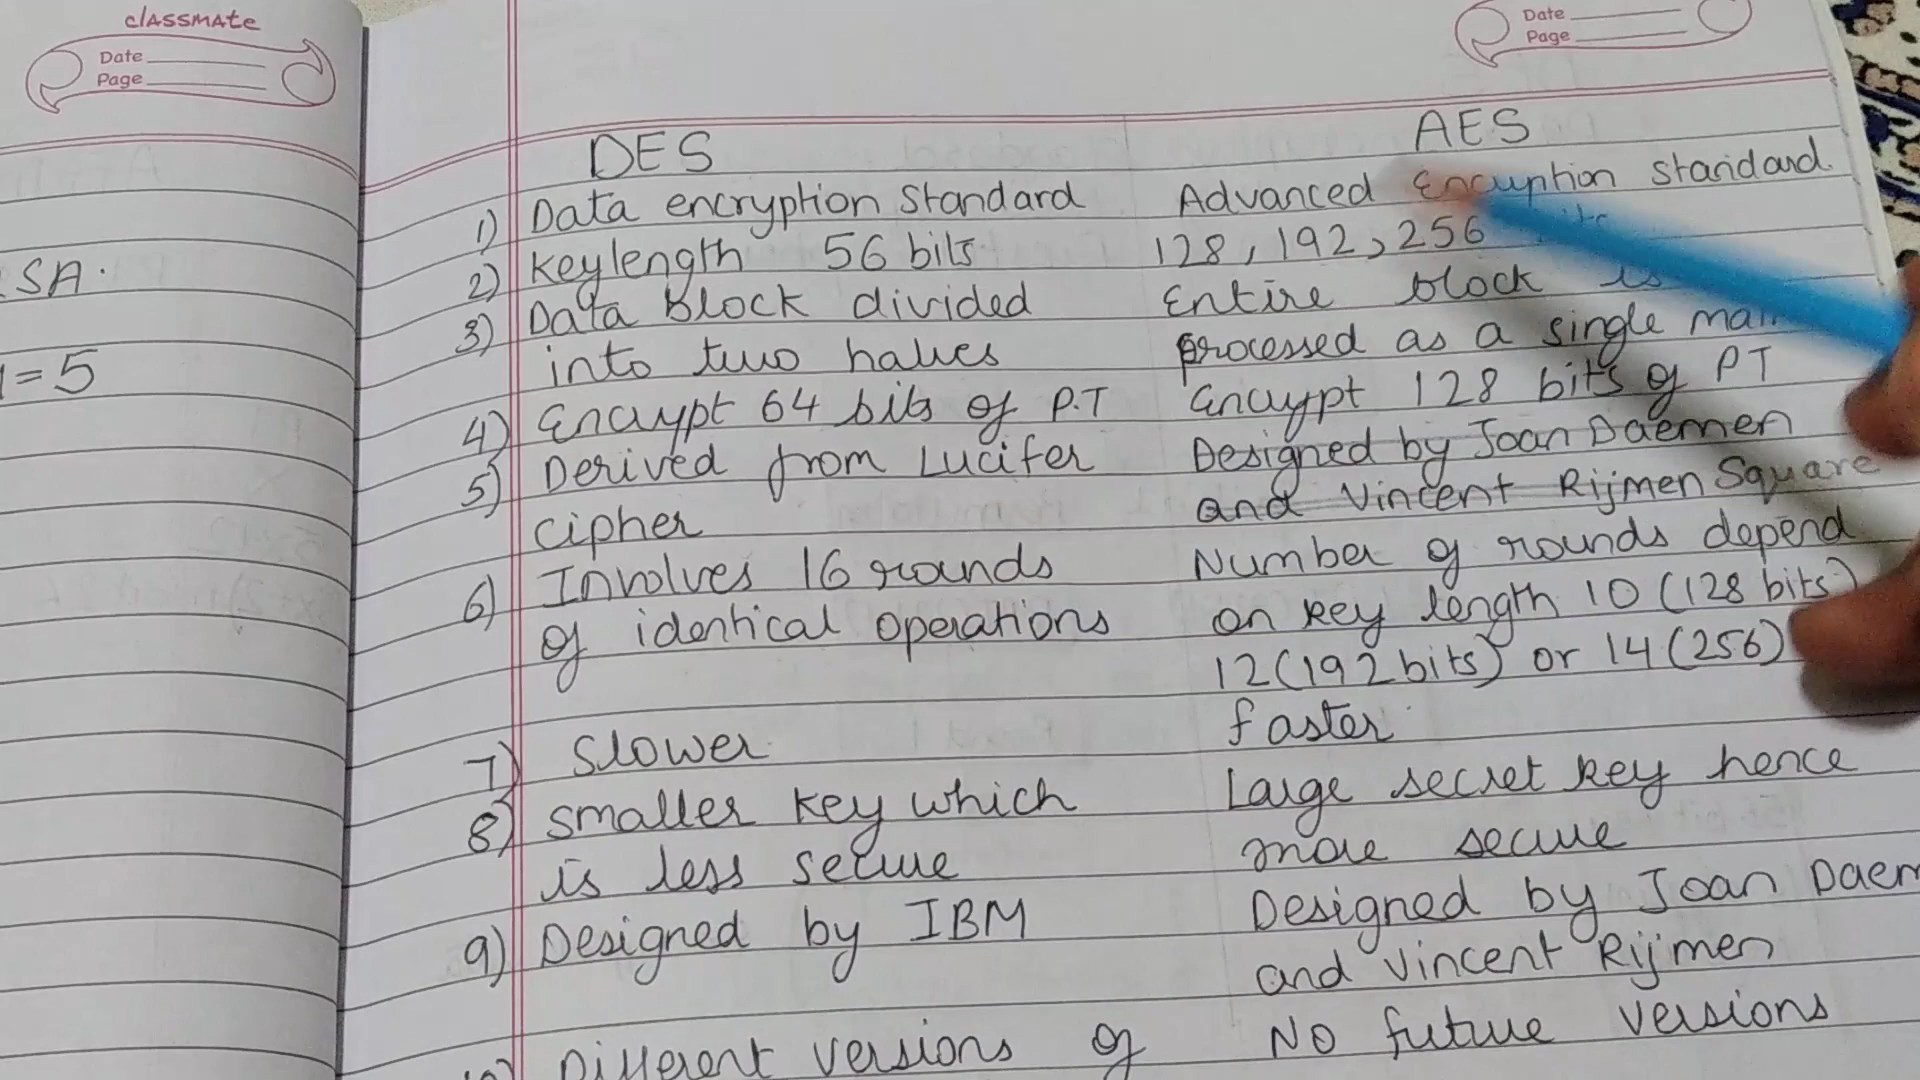 classmate
Date
Page
Date
Page
SA.
= 5
DES AES
1) Data encryption Standard Advanced Encryption Standard.
2) Key length 56 bits 128, 192, 256
3) Data block divided Entire block is
into two halves processed as a single
4) Encrypt 64 bits of P.T Encrypt 128 bits of PT
5) Derived from Lucifer Designed by Joan Daemen
cipher and Vincent Rijmen Square
6) Involves 16 rounds Number of rounds depend
of identical operations on key length 10 (128 bits)
12 (192 bits) or 14 (256)
7) Slower faster
8) smaller key which Large secret key hence
is less secure more secure
9) Designed by IBM Designed by Joan Daem
and Vincent Rijmen
Different versions of No future versions